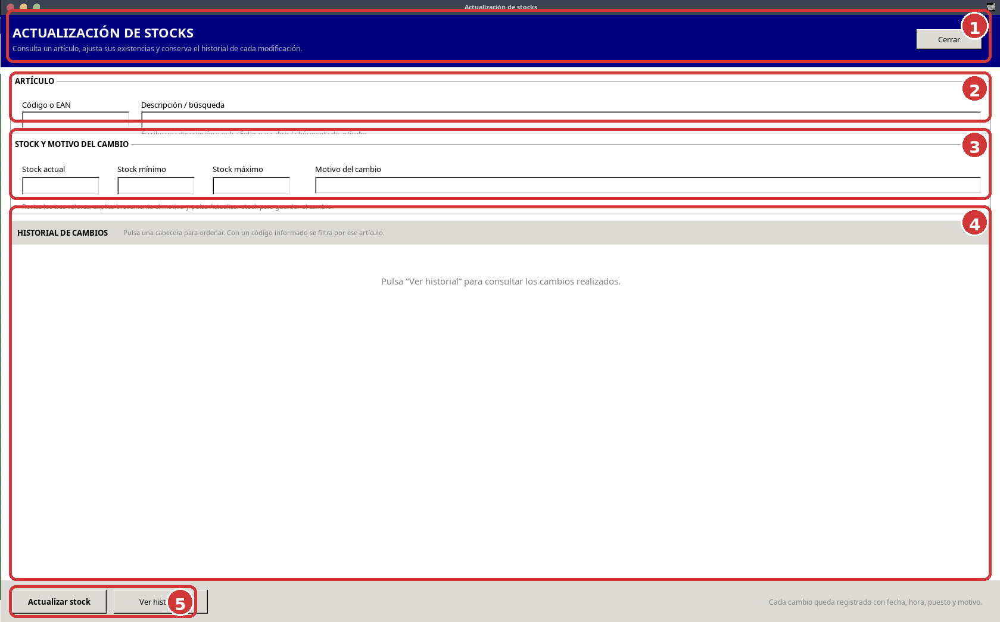 Actualización de stocks
ACTUALIZACIÓN DE STOCKS
Consulta un artículo, ajusta sus existencias y conserva el historial de cada modificación.
Cerrar
1
ARTÍCULO
2
Código o EAN
Descripción / búsqueda
3
STOCK Y MOTIVO DEL CAMBIO
Stock actual
Stock mínimo
Stock máximo
Motivo del cambio
4
HISTORIAL DE CAMBIOS
Pulsa una cabecera para ordenar. Con un código informado se filtra por ese artículo.
Pulsa “Ver historial” para consultar los cambios realizados.
Actualizar stock
Ver hist
5
Cada cambio queda registrado con fecha, hora, puesto y motivo.